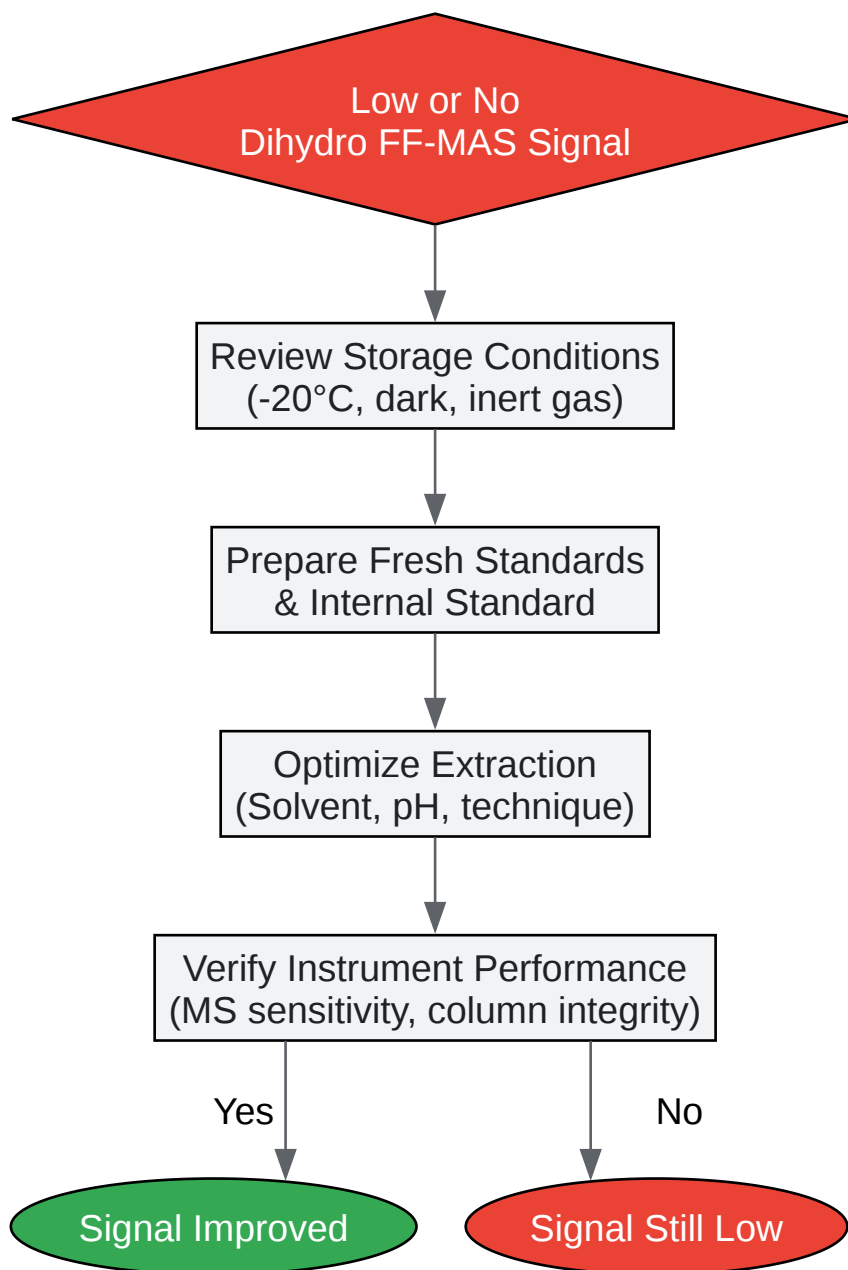 Low or No
Dihydro FF-MAS Signal
Review Storage Conditions
(-20°C, dark, inert gas)
Prepare Fresh Standards
& Internal Standard
Optimize Extraction
(Solvent, pH, technique)
Verify Instrument Performance
(MS sensitivity, column integrity)
Yes
No
Signal Improved
Signal Still Low